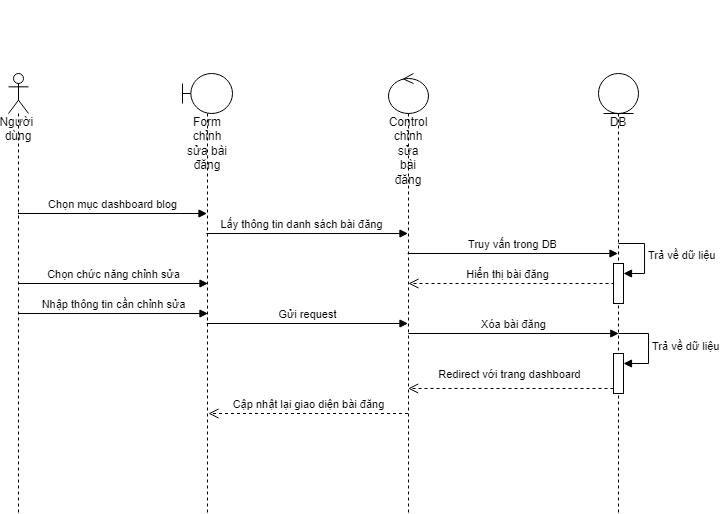 Người
dùng
Form
chỉnh
sửa bài
đăng
Control
chỉnh
sửa
bài
đăng
DB
Chọn mục dashboard blog
Lấy thông tin danh sách bài đăng
Truy vấn trong DB
Trả về dữ liệu
Chọn chức năng chỉnh sửa
Hiển thị bài đăng
Nhập thông tin cần chỉnh sửa
Gửi request
Xóa bài đăng
Trả về dữ liệu
Redirect với trang dashboard
Cập nhật lại giao diện bài đăng